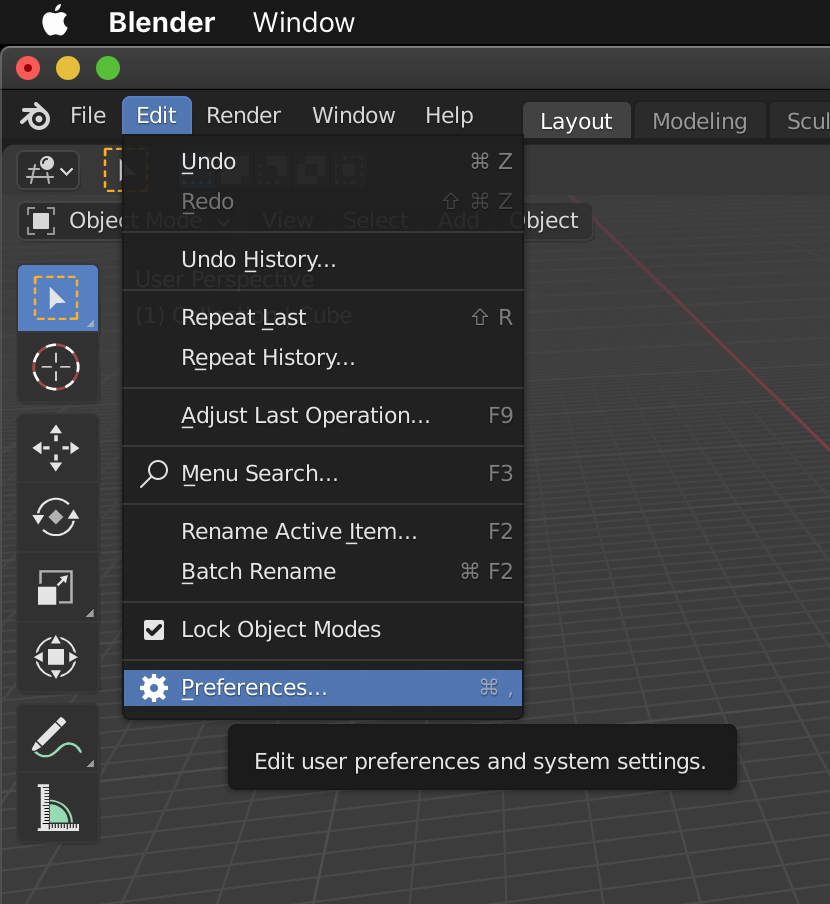 Blender Window
File Edit Render Window Help Layout Modeling Scul
Undo ⌘ Z
Redo ⇧ ⌘ Z
Object Mode View Select Add Object
Undo History...
User Perspective
Repeat Last ⇧ R
(1) Collection | Cube
Repeat History...
Adjust Last Operation... F9
Menu Search... F3
Rename Active Item... F2
Batch Rename ⌘ F2
Lock Object Modes
Preferences... ⌘ ,
Edit user preferences and system settings.